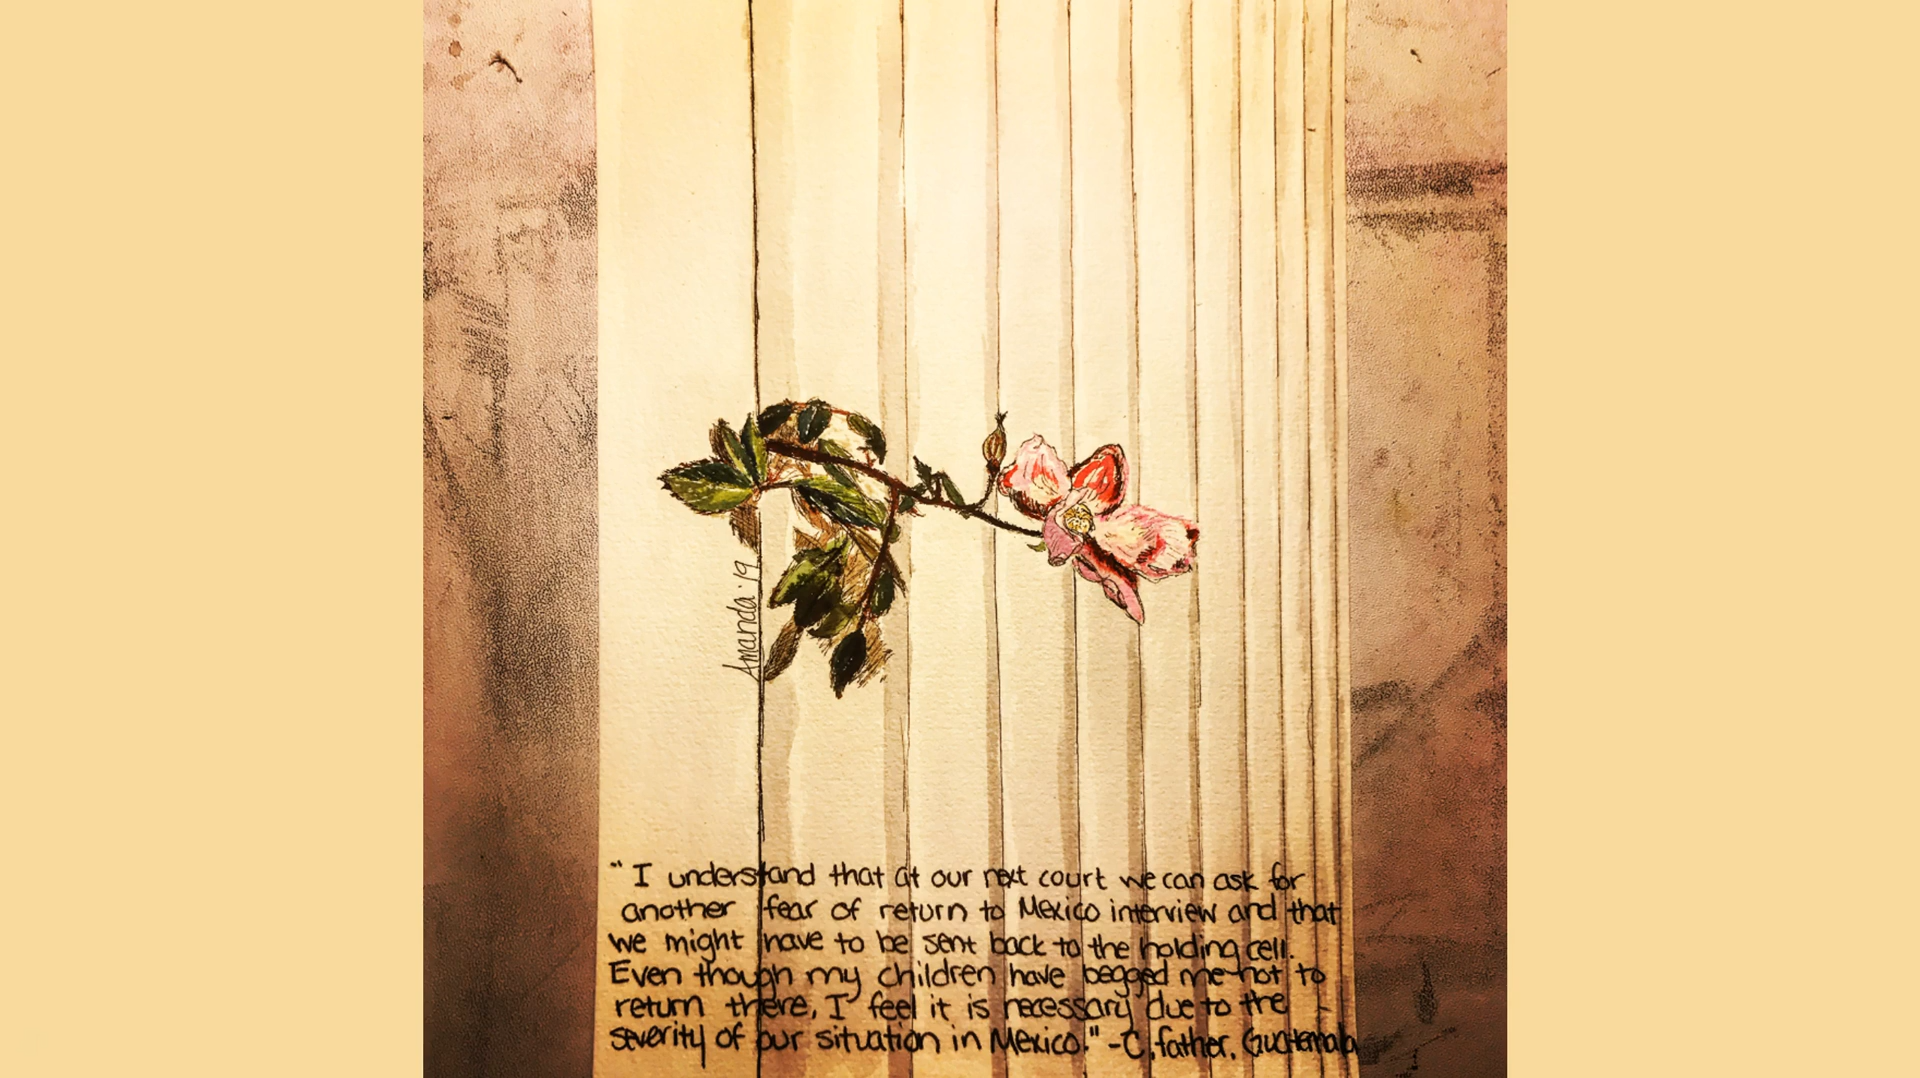 Amanda '19
" I understand that at our next court we can ask for
another fear of return to Mexico interview and that
we might have to be sent back to the holding cell.
Even though my children have begged me not to
return there, I feel it is necessary due to the
severity of our situation in Mexico." -C, father, Guatemala